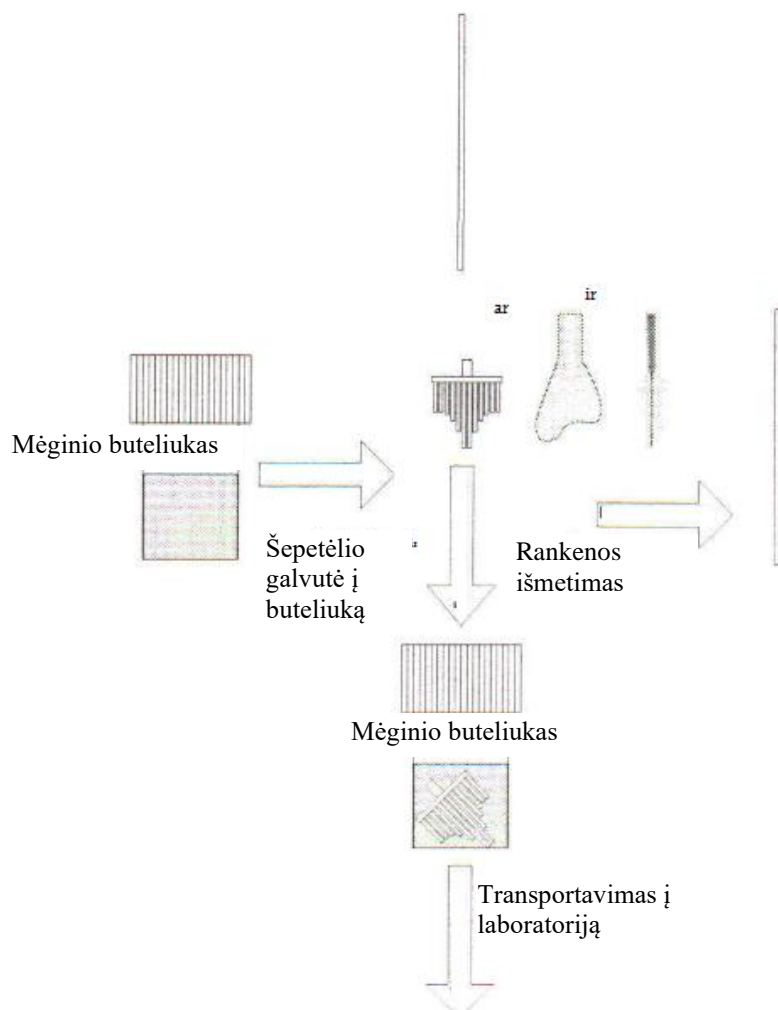 ar
ir
Mėginio buteliukas
Šepetėlio
galvutė į
buteliuką
Rankenos
išmetimas
Mėginio buteliukas
Transportavimas į
laboratoriją